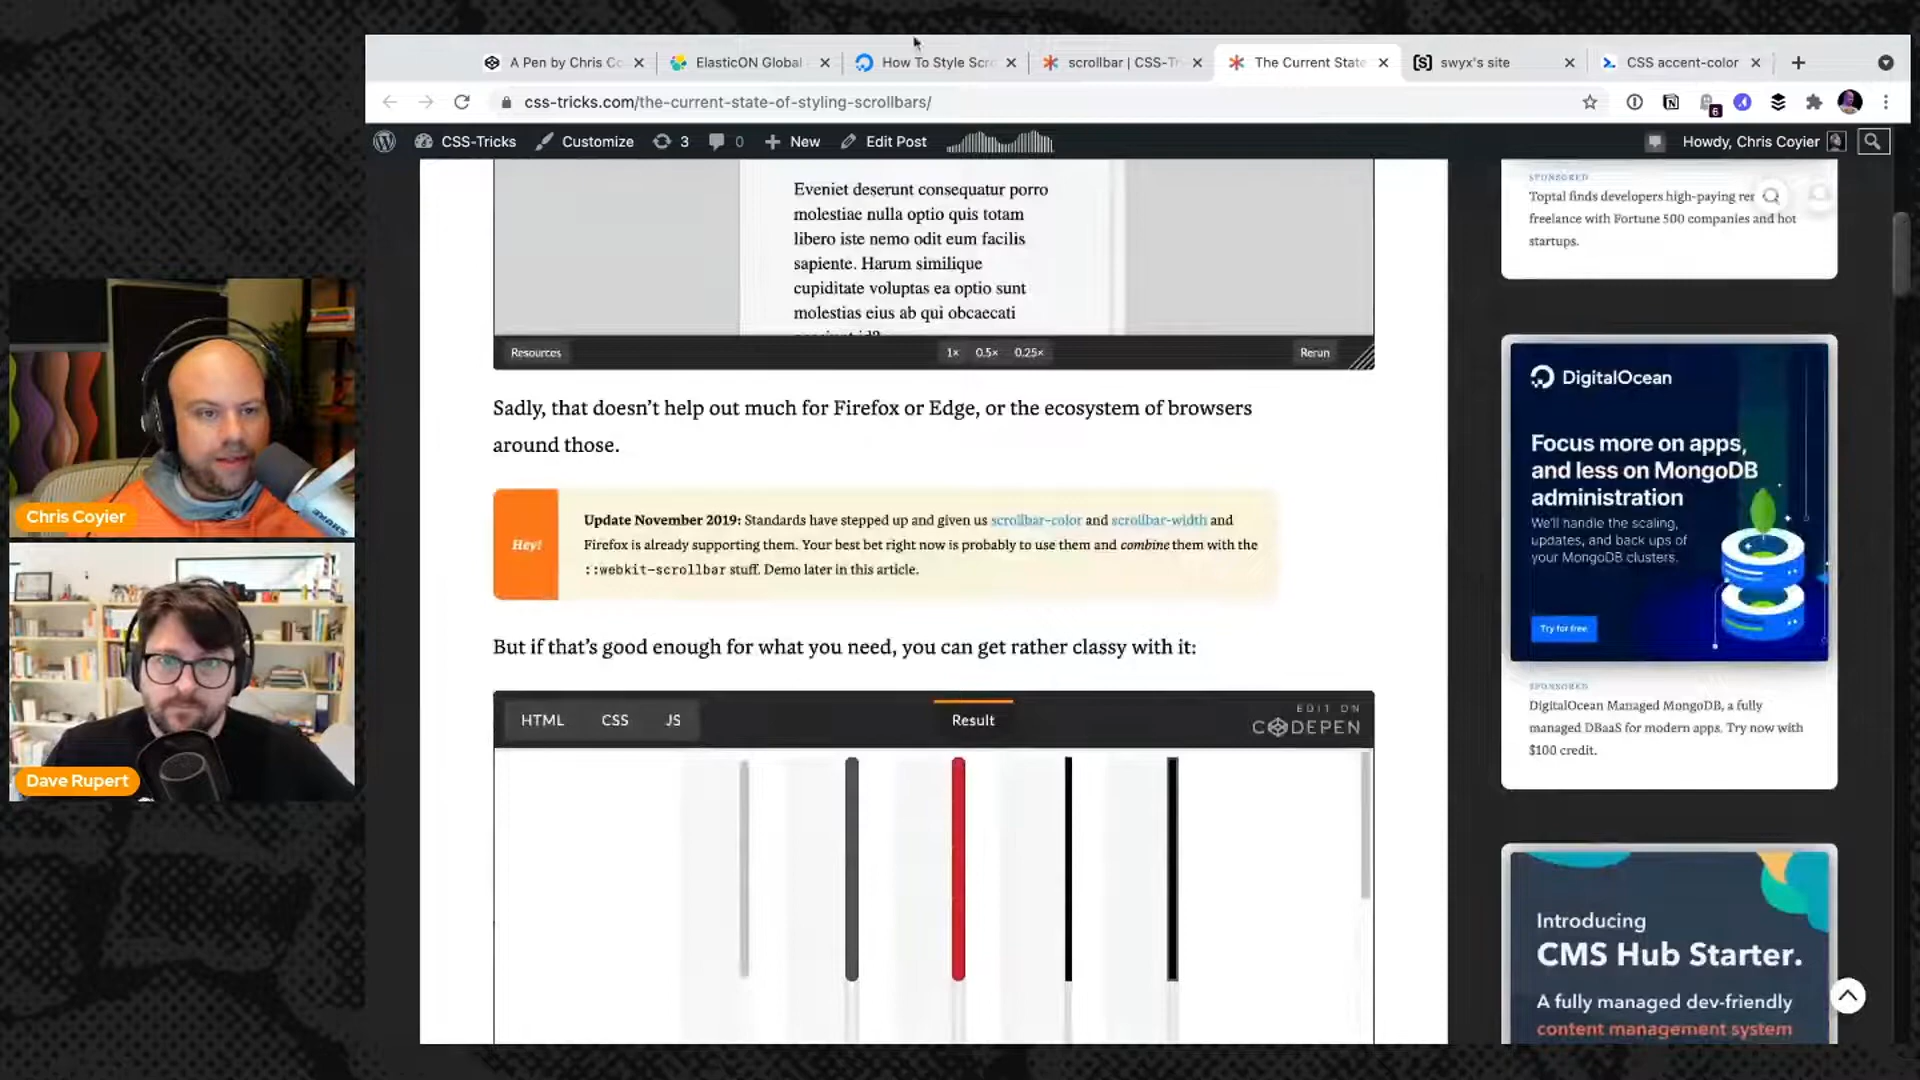 A Pen by Chris Co
ElasticON Global
How To Style Scro
scrollbar | CSS-Tr
The Current State
swyx's site
CSS accent-color
css-tricks.com/the-current-state-of-styling-scrollbars/
6
CSS-Tricks
Customize
3
0
New
Edit Post
Howdy, Chris Coyier
Eveniet deserunt consequatur porro
molestiae nulla optio quis totam
libero iste nemo odit eum facilis
sapiente. Harum similique
cupiditate voluptas ea optio sunt
molestias eius ab qui obcaecati
Resources
1× 0.5× 0.25×
Rerun
Sadly, that doesn’t help out much for Firefox or Edge, or the ecosystem of browsers
around those.
Hey!
Update November 2019: Standards have stepped up and given us scrollbar-color and scrollbar-width and
Firefox is already supporting them. Your best bet right now is probably to use them and combine them with the
::webkit-scrollbar stuff. Demo later in this article.
But if that’s good enough for what you need, you can get rather classy with it:
HTML CSS JS
Result
EDIT ON
CODEPEN
SPONSORED
Toptal finds developers high-paying re
freelance with Fortune 500 companies and hot
startups.
DigitalOcean
Focus more on apps,
and less on MongoDB
administration
We’ll handle the scaling,
updates, and back ups of
your MongoDB clusters.
Try for free
SPONSORED
DigitalOcean Managed MongoDB, a fully
managed DBaaS for modern apps. Try now with
$100 credit.
Introducing
CMS Hub Starter.
A fully managed dev-friendly
content management system
Chris Coyier
SHURE
Dave Rupert